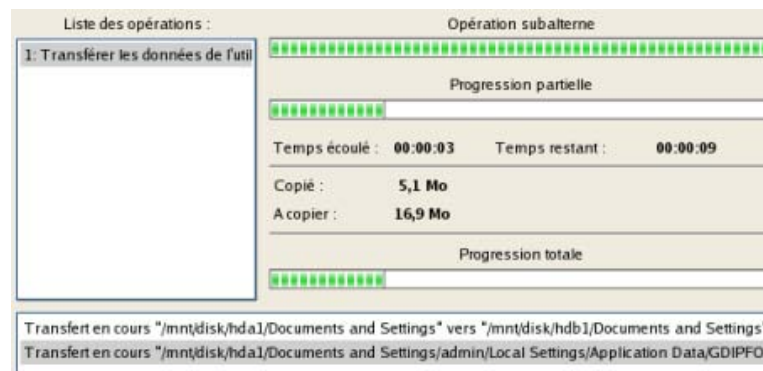 Liste des opérations :
1: Transférer les données de l'util
Opération subalterne
Progression partielle
Temps écoulé : 00:00:03 Temps restant : 00:00:09
Copié : 5,1 Mo
A copier : 16,9 Mo
Progression totale
Transfert en cours "/mnt/disk/hda1/Documents and Settings" vers "/mnt/disk/hdb1/Documents and Settings"
Transfert en cours "/mnt/disk/hda1/Documents and Settings/admin/Local Settings/Application Data/GDIPFO